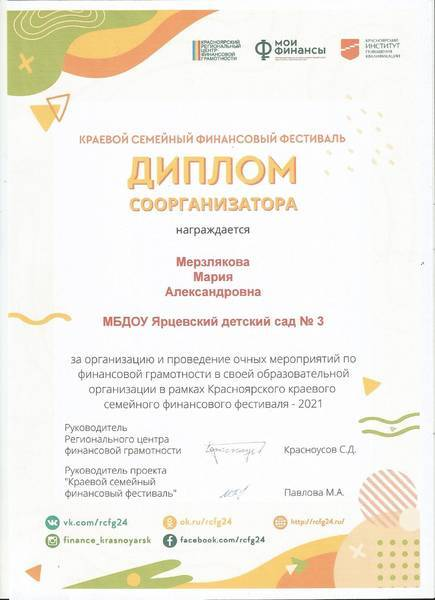 КРАСНОЯРСКИЙ
РЕГИОНАЛЬНЫЙ
ЦЕНТР
ФИНАНСОВОЙ
ГРАМОТНОСТИ
МОИ
ФИНАНСЫ
КРАСНОЯРСКИЙ
ИНСТИТУТ
ПОВЫШЕНИЯ
КВАЛИФИКАЦИИ
КРАЕВОЙ СЕМЕЙНЫЙ ФИНАНСОВЫЙ ФЕСТИВАЛЬ
ДИПЛОМ
СООРГАНИЗАТОРА
награждается
Мерзлякова
Мария
Александровна
МБДОУ Ярцевский детский сад № 3
за организацию и проведение очных мероприятий по
финансовой грамотности в своей образовательной
организации в рамках Красноярского краевого
семейного финансового фестиваля - 2021
Руководитель
Регионального центра
финансовой грамотности
Красноусов С.Д.
Руководитель проекта
"Краевой семейный
финансовый фестиваль"
Павлова М.А.
vk.com/rcfg24
ok.ru/rcfg24
http://rcfg24.ru/
finance_krasnoyarsk
facebook.com/rcfg24